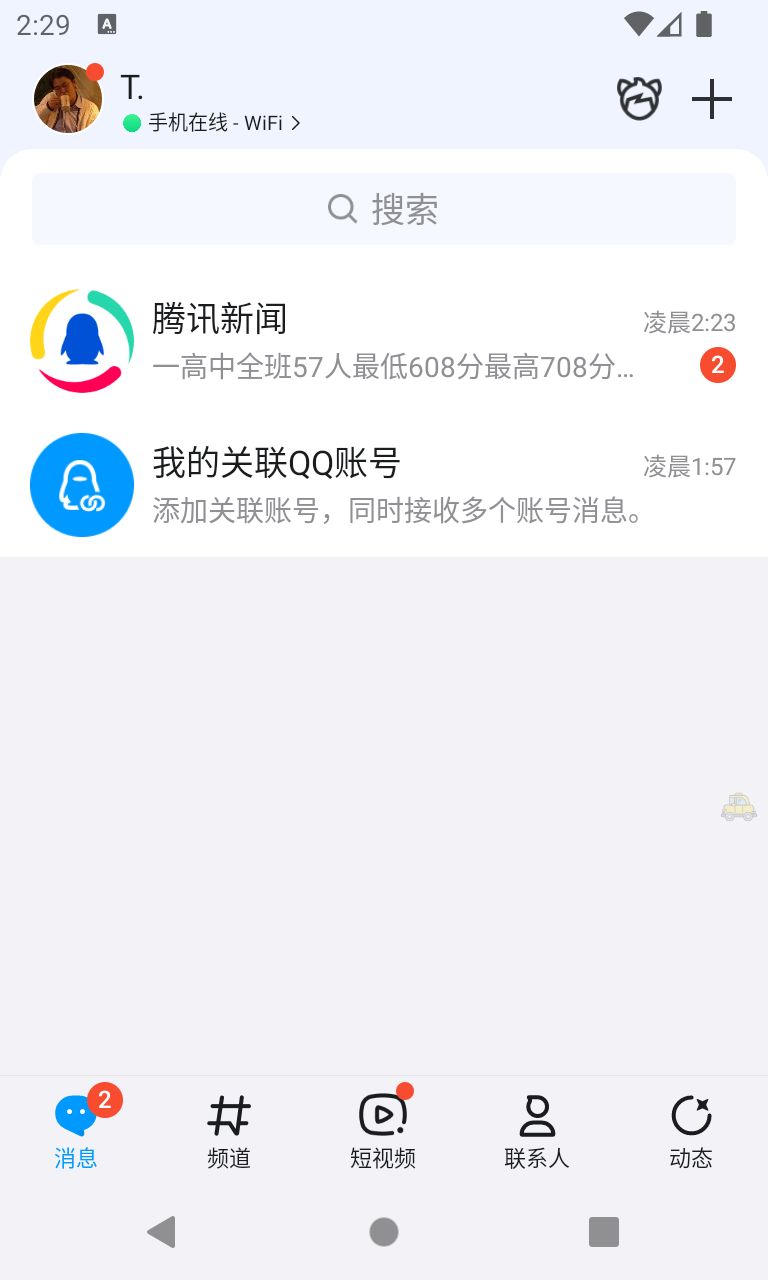 2:29
A
T.
手机在线 - WiFi
搜索
腾讯新闻
凌晨2:23
一高中全班57人最低608分最高708分...
2
我的关联QQ账号
凌晨1:57
添加关联账号，同时接收多个账号消息。
2
消息
频道
短视频
联系人
动态